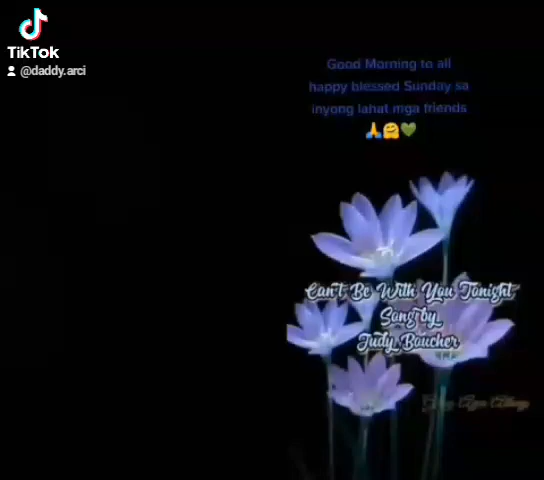 TikTok
@daddy.arci
Good Morning to all
happy blessed Sunday sa
inyong lahat mga friends
🙏🤗💚
Can't Be With You Tonight
Song by
Judy Boucher